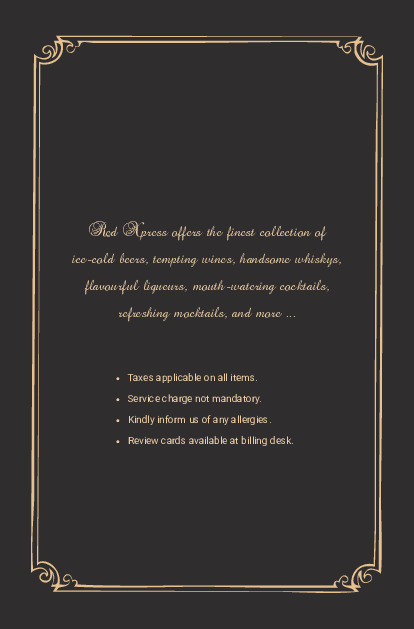 Red Xpress offers the finest collection of
ice-cold beers, tempting wines, handsome whiskys,
flavourful liqueurs, mouth-watering cocktails,
refreshing mocktails, and more ...
• Taxes applicable on all items.
• Service charge not mandatory.
• Kindly inform us of any allergies.
• Review cards available at billing desk.